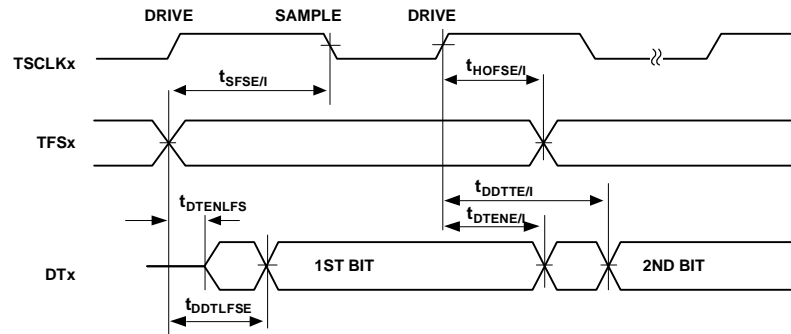 DRIVE SAMPLE DRIVE
TSCLKx
tSFSE/I tHOFSE/I
TFSx
tDDTTE/I
tDTENLFS tDTENE/I
DTx 1ST BIT 2ND BIT
tDDTLFSE